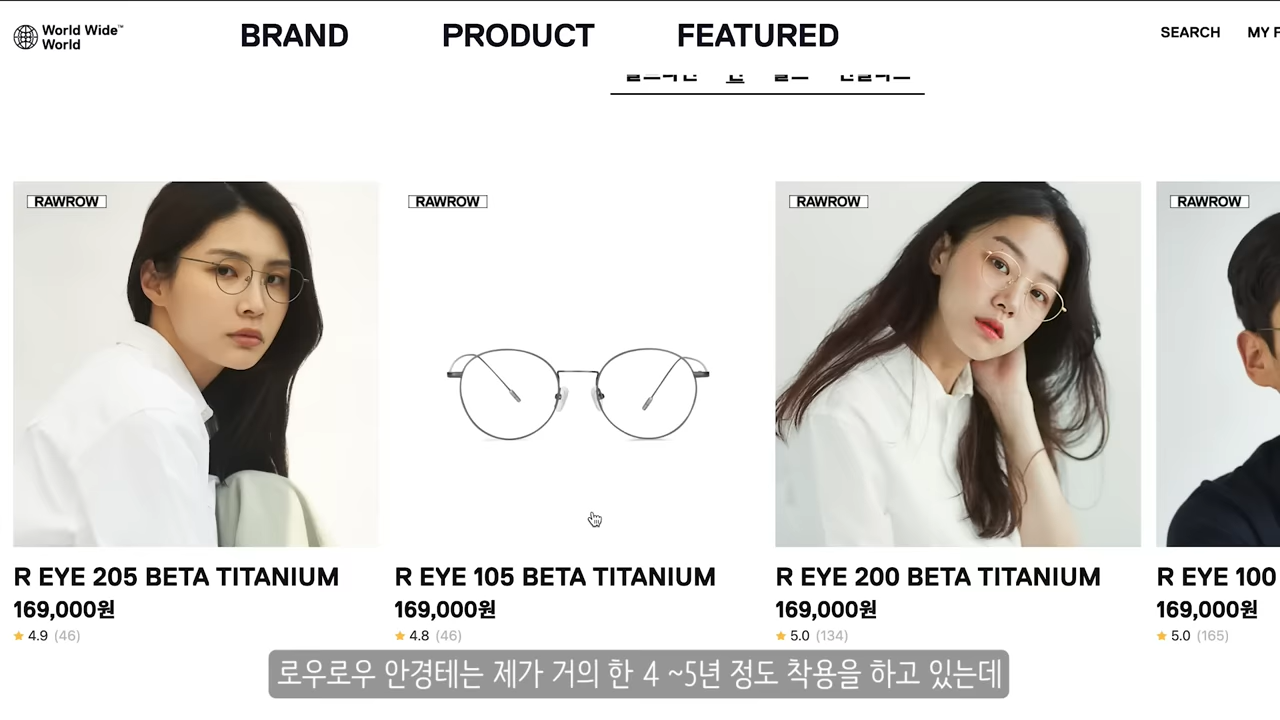 World Wide™
World
BRAND
PRODUCT
FEATURED
SEARCH
MY
RAWROW
RAWROW
RAWROW
RAWROW
R EYE 205 BETA TITANIUM
169,000원
4.9 (46)
R EYE 105 BETA TITANIUM
169,000원
4.8 (46)
R EYE 200 BETA TITANIUM
169,000원
5.0 (134)
R EYE 100
169,000원
5.0 (165)
로우로우 안경테는 제가 거의 한 4 ~5년 정도 착용을 하고 있는데